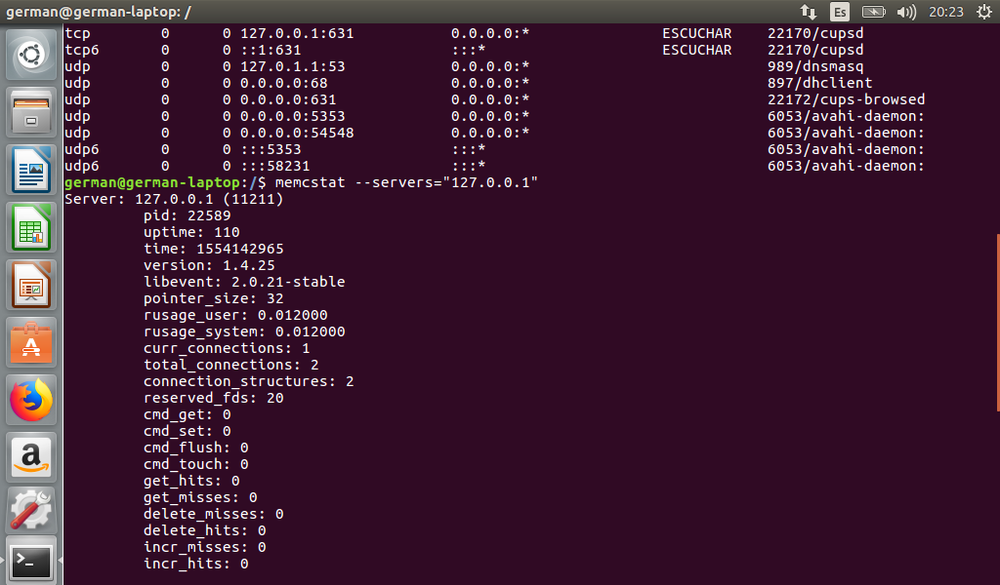 german@german-laptop: /
Es
20:23
tcp 0 0 127.0.0.1:631 0.0.0.0:* ESCUCHAR 22170/cupsd
tcp6 0 0 ::1:631 :::* ESCUCHAR 22170/cupsd
udp 0 0 127.0.1.1:53 0.0.0.0:* 989/dnsmasq
udp 0 0 0.0.0.0:68 0.0.0.0:* 897/dhclient
udp 0 0 0.0.0.0:631 0.0.0.0:* 22172/cups-browsed
udp 0 0 0.0.0.0:5353 0.0.0.0:* 6053/avahi-daemon:
udp 0 0 0.0.0.0:54548 0.0.0.0:* 6053/avahi-daemon:
udp6 0 0 :::5353 :::* 6053/avahi-daemon:
udp6 0 0 :::58231 :::* 6053/avahi-daemon:
german@german-laptop:/$ memcstat --servers="127.0.0.1"
Server: 127.0.0.1 (11211)
pid: 22589
uptime: 110
time: 1554142965
version: 1.4.25
libevent: 2.0.21-stable
pointer_size: 32
rusage_user: 0.012000
rusage_system: 0.012000
curr_connections: 1
total_connections: 2
connection_structures: 2
reserved_fds: 20
cmd_get: 0
cmd_set: 0
cmd_flush: 0
cmd_touch: 0
get_hits: 0
get_misses: 0
delete_misses: 0
delete_hits: 0
incr_misses: 0
incr_hits: 0